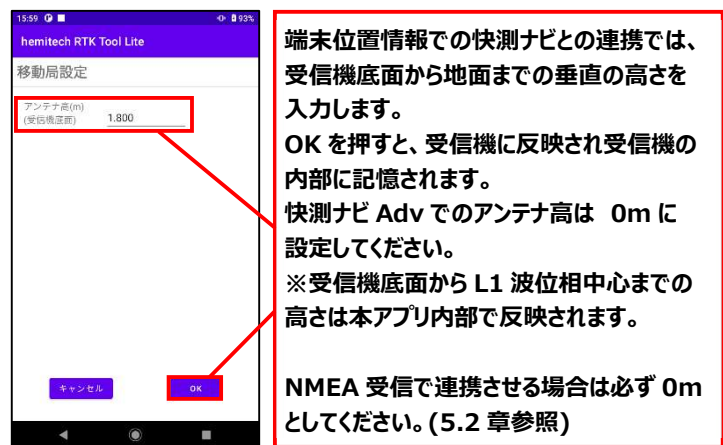 15:59 93%
hemitech RTK Tool Lite
移動局設定
アンテナ高(m)
(受信機底面) 1.800
キャンセル OK
端末位置情報での快測ナビとの連携では、
受信機底面から地面までの垂直の高さを
入力します。
OK を押すと、受信機に反映され受信機の
内部に記憶されます。
快測ナビ Adv でのアンテナ高は 0m に
設定してください。
※受信機底面から L1 波位相中心までの
高さは本アプリ内部で反映されます。
NMEA 受信で連携させる場合は必ず 0m
としてください。(5.2 章参照)